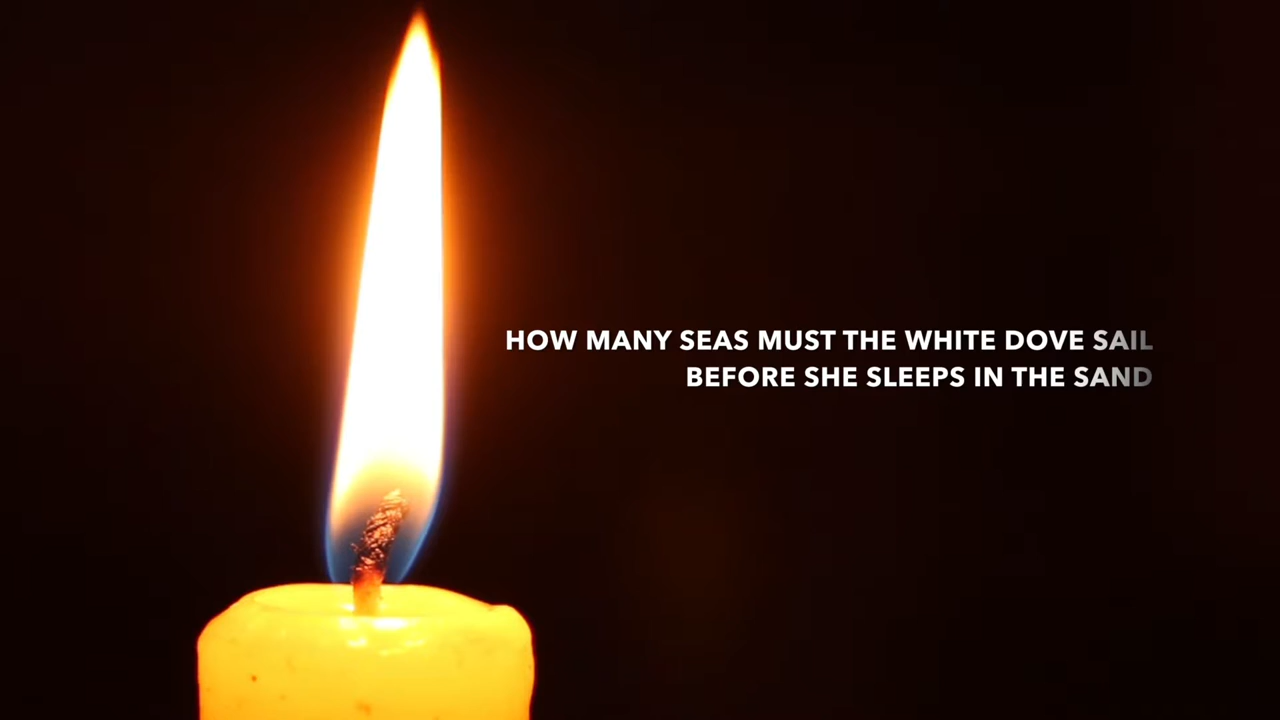 HOW MANY SEAS MUST THE WHITE DOVE SAIL
BEFORE SHE SLEEPS IN THE SAND